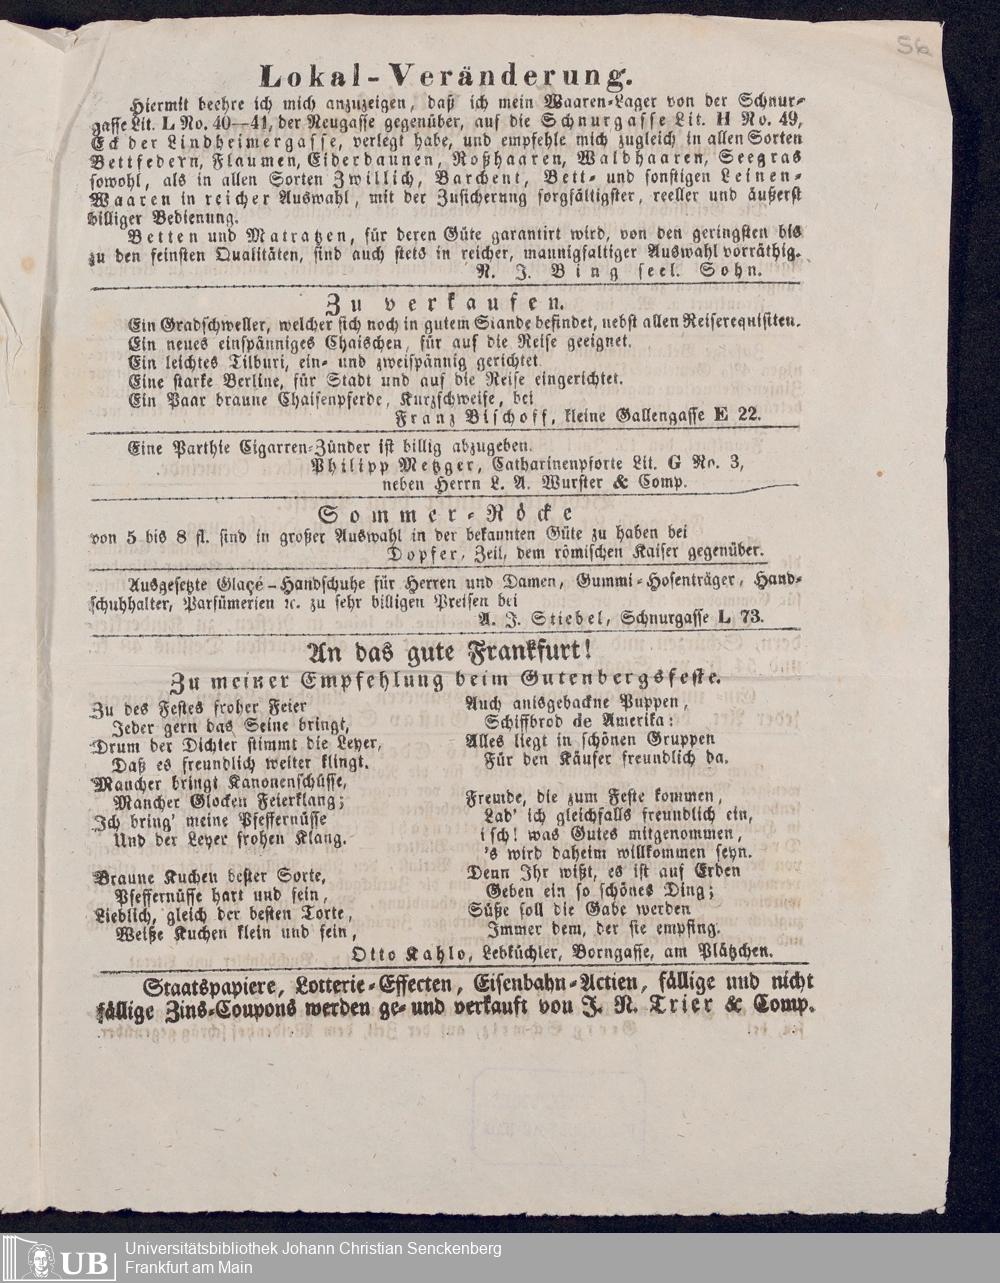 56
Lokal-Veränderung.
Hiermit beehre ich mich anzuzeigen, daß ich mein Waaren-Lager von der Schnur-
gasse Lit. L No. 40—41, der Neugasse gegenüber, auf die Schnurgasse Lit. H No. 49,
Eck der Lindheimergasse, verlegt habe, und empfehle mich zugleich in allen Sorten
Bettfedern, Flaumen, Eiderdaunen, Roßhaaren, Waldhaaren, Seegras
sowohl, als in allen Sorten Zwillich, Barchent, Bett- und sonstigen Leinen-
Waaren in reicher Auswahl, mit der Zusicherung sorgfältigster, reeller und äußerst
billiger Bedienung.
Betten und Matratzen, für deren Güte garantirt wird, von den geringsten bis
zu den feinsten Qualitäten, sind auch stets in reicher, mannigfaltiger Auswahl vorräthig.
N. J. Bing seel. Sohn.
Zu verkaufen.
Ein Gradschweller, welcher sich noch in gutem Stande befindet, nebst allen Reiserequisiten.
Ein neues einspänniges Chaischen, für auf die Reise geeignet.
Ein leichtes Tilburi, ein- und zweispännig gerichtet
Eine starke Berline, für Stadt und auf die Reise eingerichtet.
Ein Paar braune Chaisenpferde, Kurzschweife, bei
Franz Bischoff, kleine Gallengasse E 22.
Eine Parthie Cigarren-Zünder ist billig abzugeben.
Philipp Metzger, Catharinenpforte Lit. G No. 3,
neben Herrn L. A. Wurster & Comp.
Sommer-Röcke
von 5 bis 8 fl. sind in großer Auswahl in der bekannten Güte zu haben bei
Dopfer, Zeil, dem römischen Kaiser gegenüber.
Ausgesetzte Glaçé-Handschuhe für Herren und Damen, Gummi-Hosenträger, Hand-
schuhhalter, Parfümerien ꝛc. zu sehr billigen Preisen bei
A. J. Stiebel, Schnurgasse L 73.
An das gute Frankfurt!
Zu meiner Empfehlung beim Gutenbergsfeste.
Zu des Festes froher Feier
Jeder gern das Seine bringt,
Drum der Dichter stimmt die Leyer,
Daß es freundlich weiter klingt.
Mancher bringt Kanonenschüsse,
Mancher Glocken Feierklang;
Ich bring' meine Pfeffernüsse
Und der Leyer frohen Klang.
Braune Kuchen bester Sorte,
Pfeffernüsse hart und fein,
Lieblich, gleich der besten Torte,
Weiße Kuchen klein und fein,
Auch anisgebackne Puppen,
Schiffbrod de Amerika:
Alles liegt in schönen Gruppen
Für den Käufer freundlich da.
Fremde, die zum Feste kommen,
Lad' ich gleichfalls freundlich ein,
isch! was Gutes mitgenommen,
's wird daheim willkommen seyn.
Denn Ihr wißt, es ist auf Erden
Geben ein so schönes Ding;
Süße soll die Gabe werden
Immer dem, der sie empfing.
Otto Kahlo, Lebküchler, Borngasse, am Plätzchen.
Staatspapiere, Lotterie-Effecten, Eisenbahn-Actien, fällige und nicht
fällige Zins-Coupons werden ge- und verkauft von J. N. Trier & Comp.
UB
Universitätsbibliothek Johann Christian Senckenberg
Frankfurt am Main